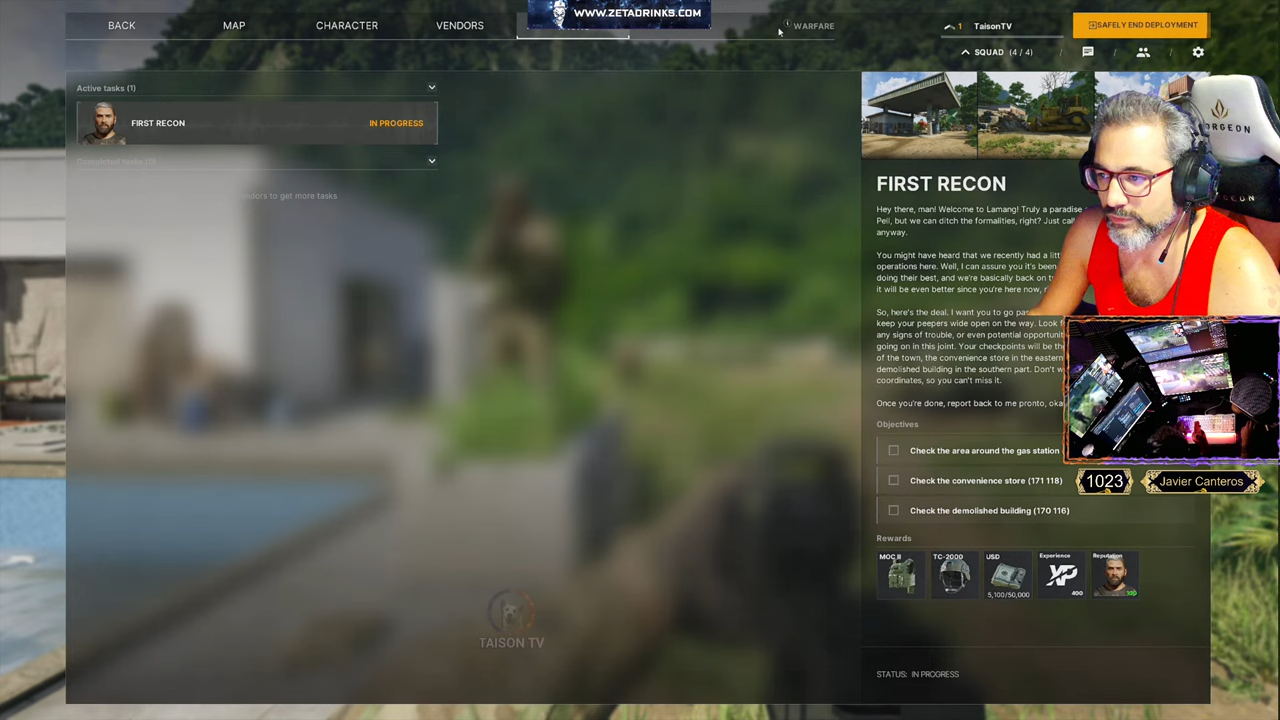 WWW.ZETADRINKS.COM
BACK
MAP
CHARACTER
VENDORS
WARFARE
1 TaisonTV
SAFELY END DEPLOYMENT
SQUAD (4 / 4)
Active tasks (1)
FIRST RECON
IN PROGRESS
Completed tasks
vendors to get more tasks
FIRST RECON
Hey there, man! Welcome to Lamang! Truly a paradise
Pell, but we can ditch the formalities, right? Just
anyway.
You might have heard that we recently had a
operations here. Well, I can assure you it's been
doing their best, and we're basically back on
it will be even better since you're here now,
So, here's the deal. I want you to go
keep your peepers wide open on the way. Look
any signs of trouble, or even potential
going on in this joint. Your checkpoints will be
of the town, the convenience store in the eastern
demolished building in the southern part. Don't
coordinates, so you can't miss it.
Once you're done, report back to me pronto,
Objectives
Check the area around the gas station
Check the convenience store (171 118)
Check the demolished building (170 116)
Rewards
MOC II
TC-2000
USD
5,100/50,000
Experience
XP
400
Reputation
STATUS: IN PROGRESS
TAISON TV
1023
Javier Canteros